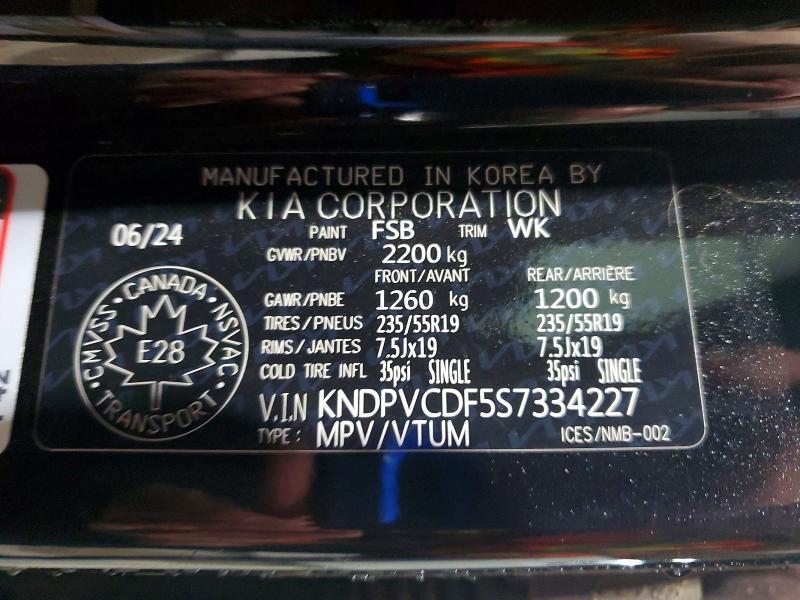 MANUFACTURED IN KOREA BY
KIA CORPORATION
06/24 PAINT FSB TRIM WK
GVWR/PNBV 2200 kg
FRONT/AVANT REAR/ARRIÈRE
GAWR/PNBE 1260 kg 1200 kg
TIRES/PNEUS 235/55R19 235/55R19
RIMS/JANTES 7.5Jx19 7.5Jx19
COLD TIRE INFL 35psi SINGLE 35psi SINGLE
V.I.N KNDPVCDF5S7334227
TYPE: MPV/VTUM ICES/NMB-002
CANADA
CMVSS · NSVAC
E28
TRANSPORT